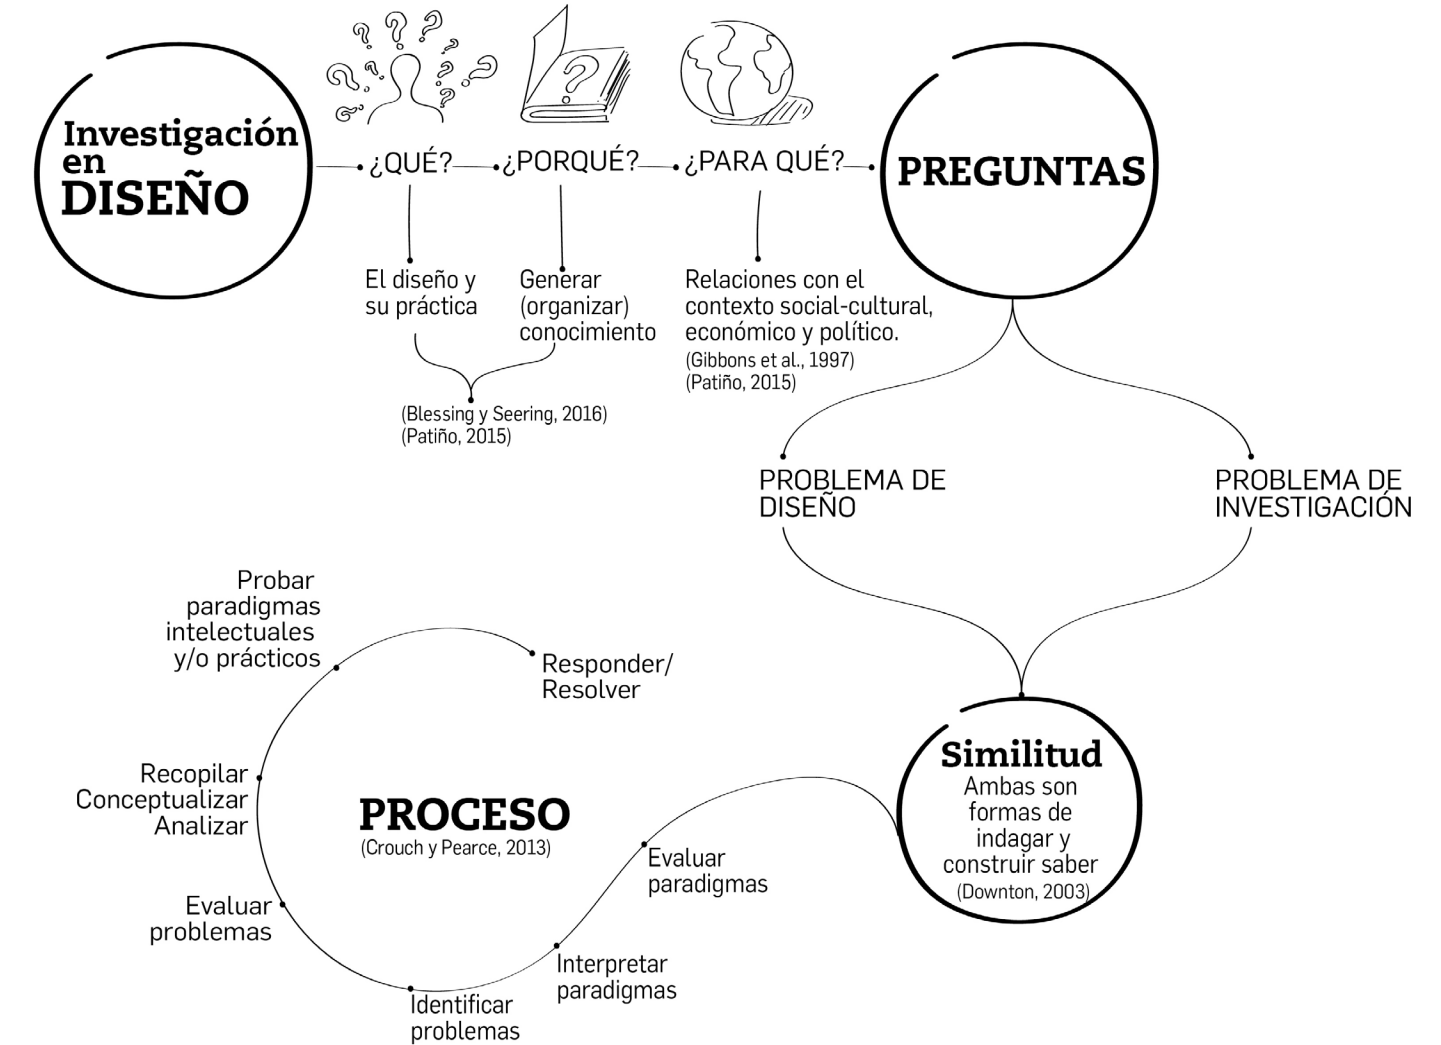 Investigación
en
DISEÑO
¿QUÉ?
¿PORQUÉ?
¿PARA QUÉ?
PREGUNTAS
El diseño y
su práctica
Generar
(organizar)
conocimiento
(Blessing y Seering, 2016)
(Patiño, 2015)
Relaciones con el
contexto social-cultural,
económico y político.
(Gibbons et al., 1997)
(Patiño, 2015)
PROBLEMA DE
DISEÑO
PROBLEMA DE
INVESTIGACIÓN
Similitud
Ambas son
formas de
indagar y
construir saber
(Downton, 2003)
PROCESO
(Crouch y Pearce, 2013)
Evaluar
paradigmas
Interpretar
paradigmas
Identificar
problemas
Evaluar
problemas
Recopilar
Conceptualizar
Analizar
Probar
paradigmas
intelectuales
y/o prácticos
Responder/
Resolver